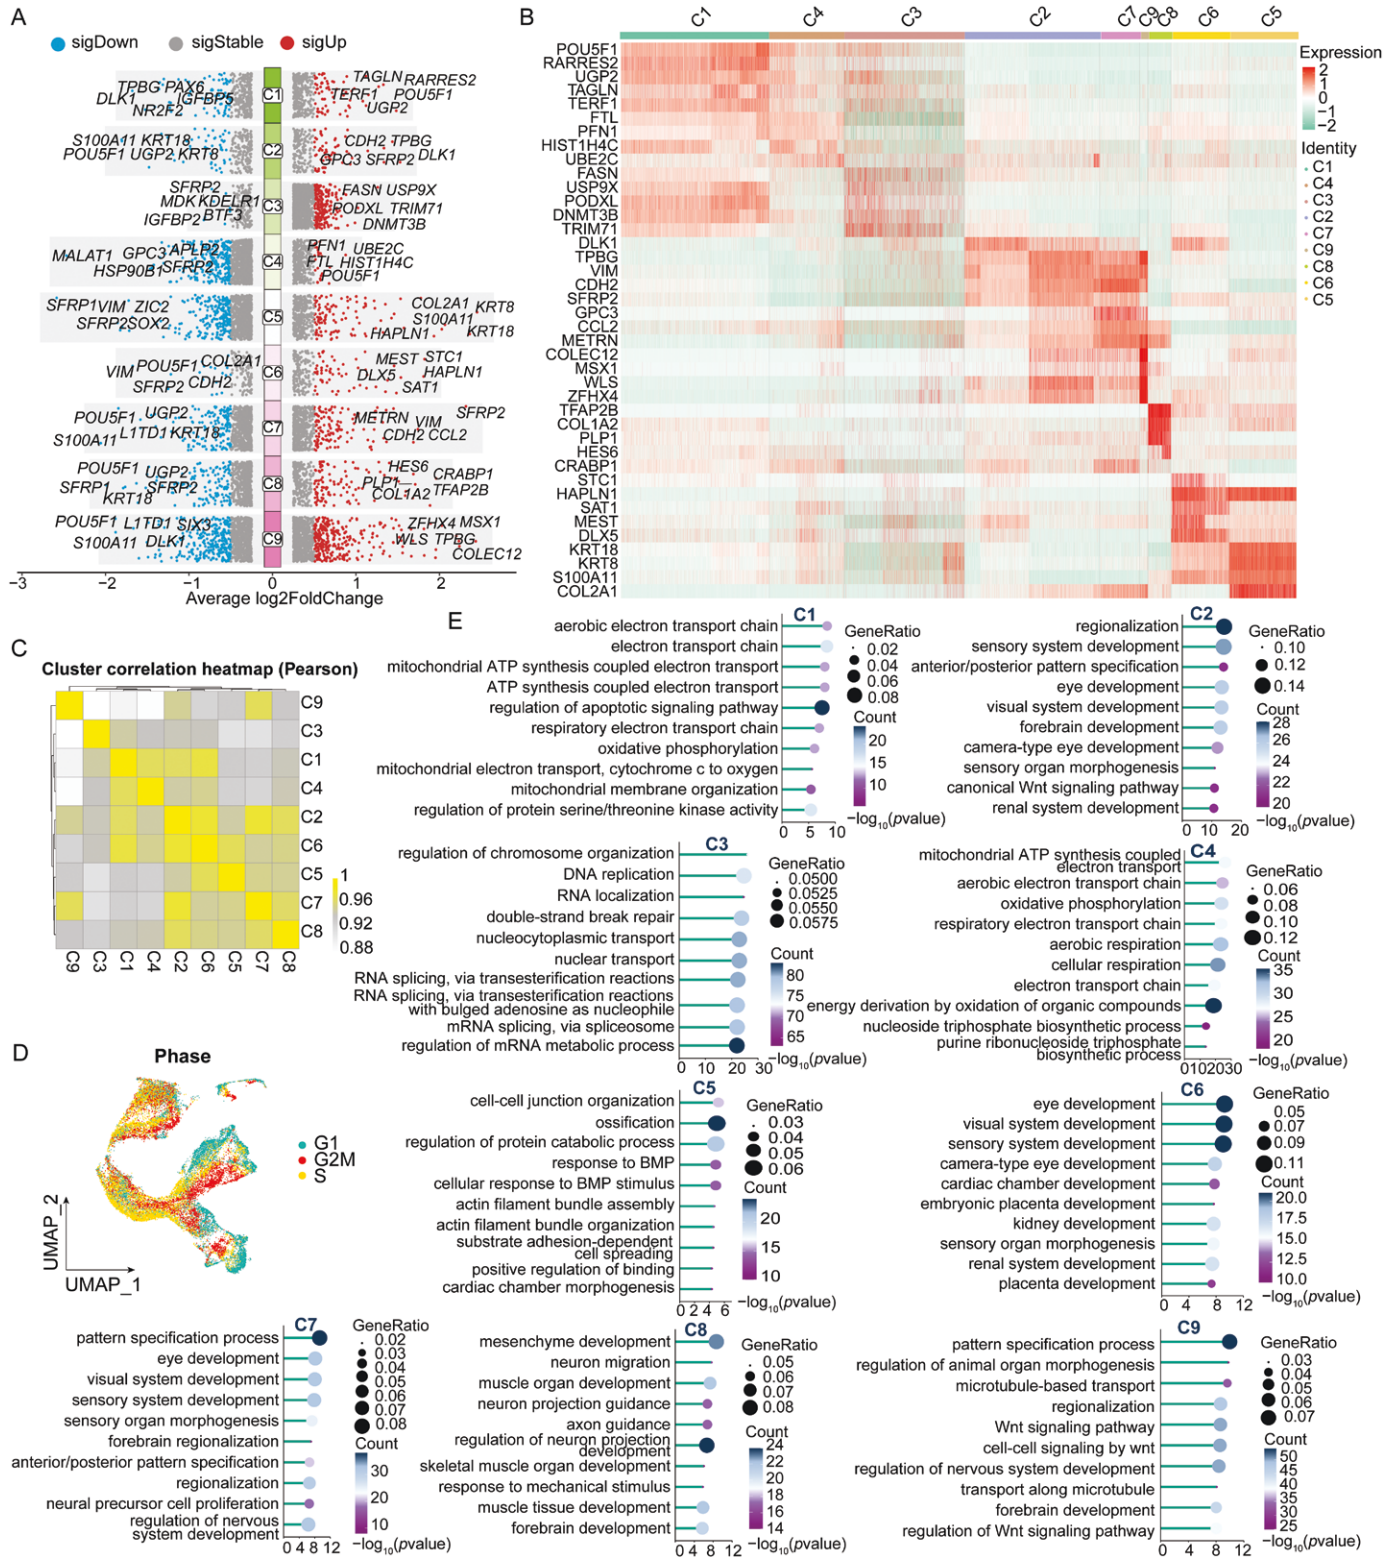 A
sigDown sigStable sigUp
TPBG PAX6
DLK1 IGFBP5
NR2F2
C1
TAGLN RARRES2
TERF1 POU5F1
UGP2
S100A11 KRT18
POU5F1 UGP2 KRT8
C2
CDH2 TPBG
GPC3 SFRP2 DLK1
SFRP2
MDK KDELR1
IGFBP2 BTF3
C3
FASN USP9X
PODXL TRIM71
DNMT3B
MALAT1 GPC3 APLP2
HSP90B1 SFRP2
C4
PFN1 UBE2C
FTL HIST1H4C
POU5F1
SFRP1 VIM ZIC2
SFRP2 SOX2
C5
COL2A1 KRT8
S100A11
HAPLN1 KRT18
VIM POU5F1 COL2A1
SFRP2 CDH2
C6
MEST STC1
DLX5 HAPLN1
SAT1
POU5F1 UGP2
S100A11 L1TD1 KRT18
C7
SFRP2
METRN VIM
CDH2 CCL2
POU5F1 UGP2
SFRP1 SFRP2
KRT18
C8
HES6 CRABP1
PLP1
COL1A2 TFAP2B
POU5F1 L1TD1 SIX3
S100A11 DLK1
C9
ZFHX4 MSX1
WLS TPBG
COLEC12
−3 −1 0 1 2
Average log2FoldChange
B
C1 C4 C3 C2 C7 C9 C8 C6 C5
POU5F1
RARRES2
UGP2
TAGLN
TERF1
FTL
PFN1
HIST1H4C
UBE2C
FASN
USP9X
PODXL
DNMT3B
TRIM71
DLK1
TPBG
VIM
CDH2
SFRP2
GPC3
CCL2
METRN
COLEC12
MSX1
WLS
ZFHX4
TFAP2B
COL1A2
PLP1
HES6
CRABP1
STC1
HAPLN1
SAT1
MEST
DLX5
KRT18
KRT8
S100A11
COL2A1
Expression
2
1
0
−1
−2
Identity
C1
C4
C3
C2
C7
C9
C8
C6
C5
C
Cluster correlation heatmap (Pearson)
C9
C3
C1
C4
C2
C6
C5
C7
C8
C9 C3 C1 C4 C2 C6 C5 C7 C8
1
0.96
0.92
0.88
D
Phase
G1
G2M
S
UMAP_2
UMAP_1
E
C1
aerobic electron transport chain
electron transport chain
mitochondrial ATP synthesis coupled electron transport
ATP synthesis coupled electron transport
regulation of apoptotic signaling pathway
respiratory electron transport chain
oxidative phosphorylation
mitochondrial electron transport, cytochrome c to oxygen
mitochondrial membrane organization
regulation of protein serine/threonine kinase activity
0 5 10
GeneRatio
0.02
0.04
0.06
0.08
Count
20
15
10
−log10(pvalue)
C2
regionalization
sensory system development
anterior/posterior pattern specification
eye development
visual system development
forebrain development
camera-type eye development
sensory organ morphogenesis
canonical Wnt signaling pathway
renal system development
0 10 20
GeneRatio
0.10
0.12
0.14
Count
28
26
24
22
20
−log10(pvalue)
C3
regulation of chromosome organization
DNA replication
RNA localization
double-strand break repair
nucleocytoplasmic transport
nuclear transport
RNA splicing, via transesterification reactions
RNA splicing, via transesterification reactions
with bulged adenosine as nucleophile
mRNA splicing, via spliceosome
regulation of mRNA metabolic process
0 10 20 30
GeneRatio
0.0500
0.0525
0.0550
0.0575
Count
80
75
70
65
−log10(pvalue)
C4
mitochondrial ATP synthesis coupled
electron transport
aerobic electron transport chain
oxidative phosphorylation
respiratory electron transport chain
aerobic respiration
cellular respiration
electron transport chain
energy derivation by oxidation of organic compounds
nucleoside triphosphate biosynthetic process
purine ribonucleoside triphosphate
biosynthetic process
0 10 20 30
GeneRatio
0.06
0.08
0.10
0.12
Count
35
30
25
20
−log10(pvalue)
C5
cell-cell junction organization
ossification
regulation of protein catabolic process
response to BMP
cellular response to BMP stimulus
actin filament bundle assembly
actin filament bundle organization
substrate adhesion-dependent
cell spreading
positive regulation of binding
cardiac chamber morphogenesis
0 2 4 6
GeneRatio
0.03
0.04
0.05
0.06
Count
20
15
10
−log10(pvalue)
C6
eye development
visual system development
sensory system development
camera-type eye development
cardiac chamber development
embryonic placenta development
kidney development
sensory organ morphogenesis
renal system development
placenta development
0 4 8 12
GeneRatio
0.05
0.07
0.09
0.11
Count
20.0
17.5
15.0
12.5
10.0
−log10(pvalue)
C7
pattern specification process
eye development
visual system development
sensory system development
sensory organ morphogenesis
forebrain regionalization
anterior/posterior pattern specification
regionalization
neural precursor cell proliferation
regulation of nervous
system development
0 4 8 12
GeneRatio
0.02
0.03
0.04
0.05
0.06
0.07
0.08
Count
30
20
10
−log10(pvalue)
C8
mesenchyme development
neuron migration
muscle organ development
neuron projection guidance
axon guidance
regulation of neuron projection
development
skeletal muscle organ development
response to mechanical stimulus
muscle tissue development
forebrain development
0 4 8 12
GeneRatio
0.05
0.06
0.07
0.08
Count
24
22
20
18
16
14
−log10(pvalue)
C9
pattern specification process
regulation of animal organ morphogenesis
microtubule-based transport
regionalization
Wnt signaling pathway
cell-cell signaling by wnt
regulation of nervous system development
transport along microtubule
forebrain development
regulation of Wnt signaling pathway
0 4 8 12
GeneRatio
0.03
0.04
0.05
0.06
0.07
Count
50
45
40
35
30
25
−log10(pvalue)